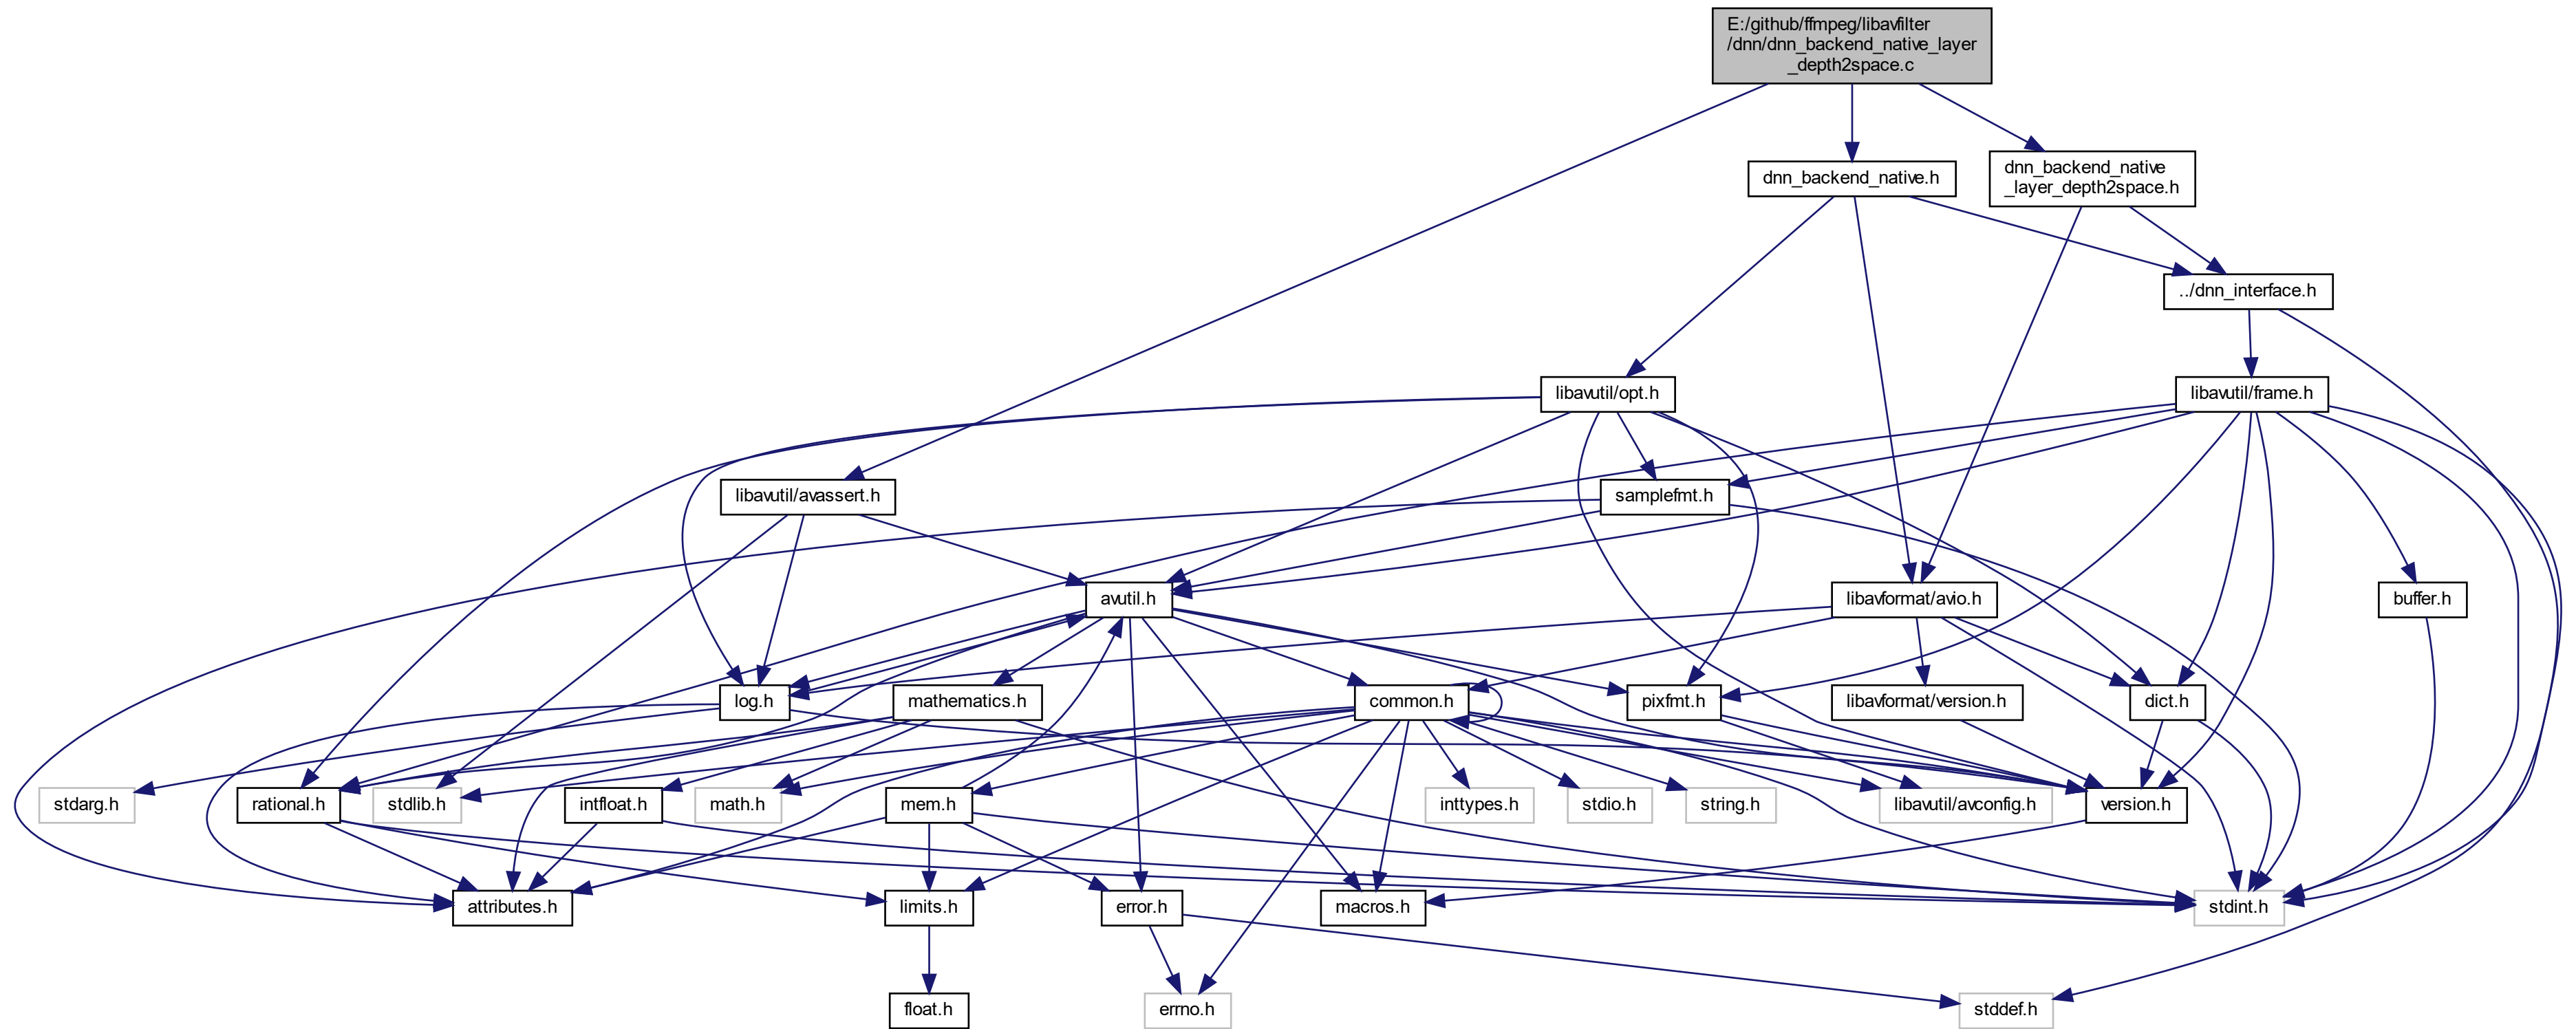 E:/github/ffmpeg/libavfilter
/dnn/dnn_backend_native_layer
_depth2space.c
dnn_backend_native.h
dnn_backend_native
_layer_depth2space.h
../dnn_interface.h
libavutil/opt.h
libavutil/frame.h
libavutil/avassert.h
samplefmt.h
avutil.h
libavformat/avio.h
buffer.h
log.h
mathematics.h
common.h
pixfmt.h
libavformat/version.h
dict.h
stdarg.h
rational.h
stdlib.h
intfloat.h
math.h
mem.h
inttypes.h
stdio.h
string.h
libavutil/avconfig.h
version.h
attributes.h
limits.h
error.h
macros.h
stdint.h
float.h
errno.h
stddef.h